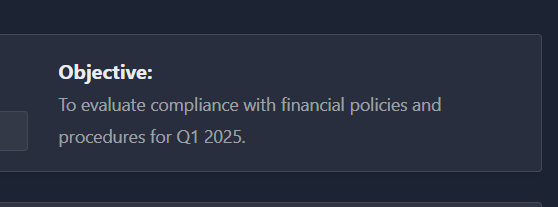 Objective:
To evaluate compliance with financial policies and
procedures for Q1 2025.